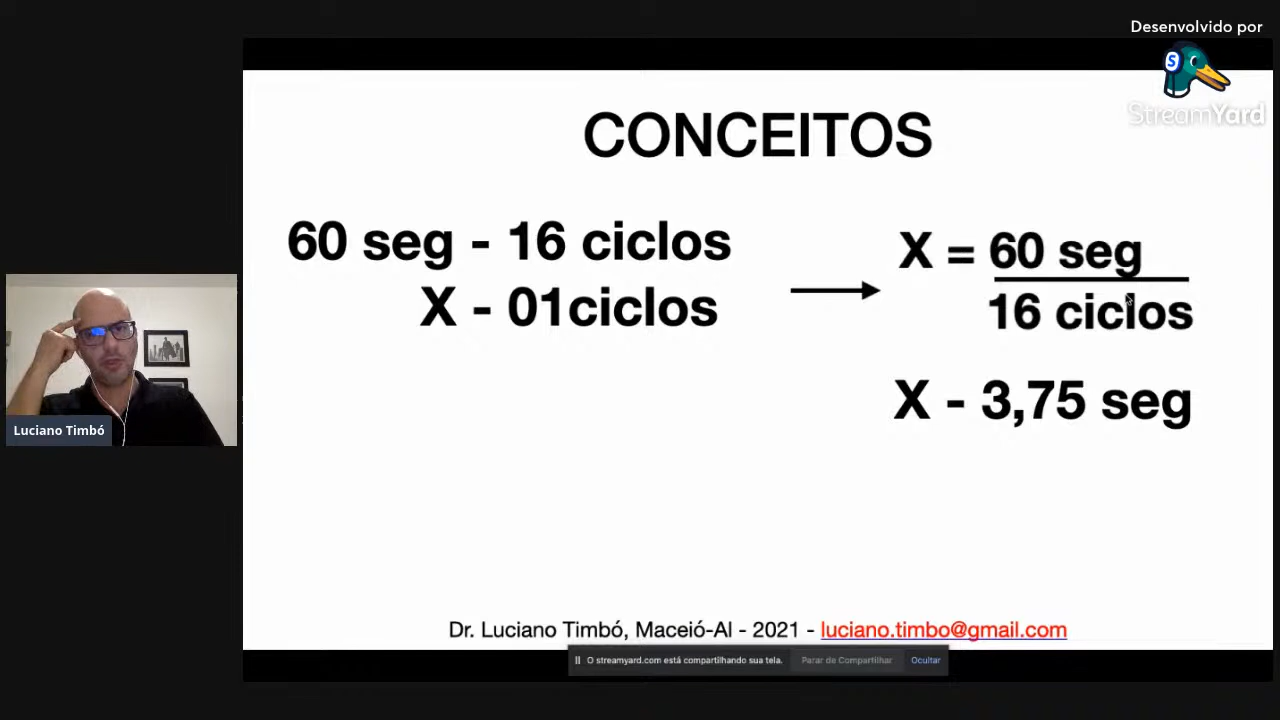 Desenvolvido por
S
StreamYard
CONCEITOS
60 seg - 16 ciclos
X - 01ciclos
X = 60 seg
16 ciclos
X - 3,75 seg
Luciano Timbó
Dr. Luciano Timbó, Maceió-Al - 2021 - luciano.timbo@gmail.com
O streamyard.com está compartilhando sua tela. Parar de Compartilhar Ocultar